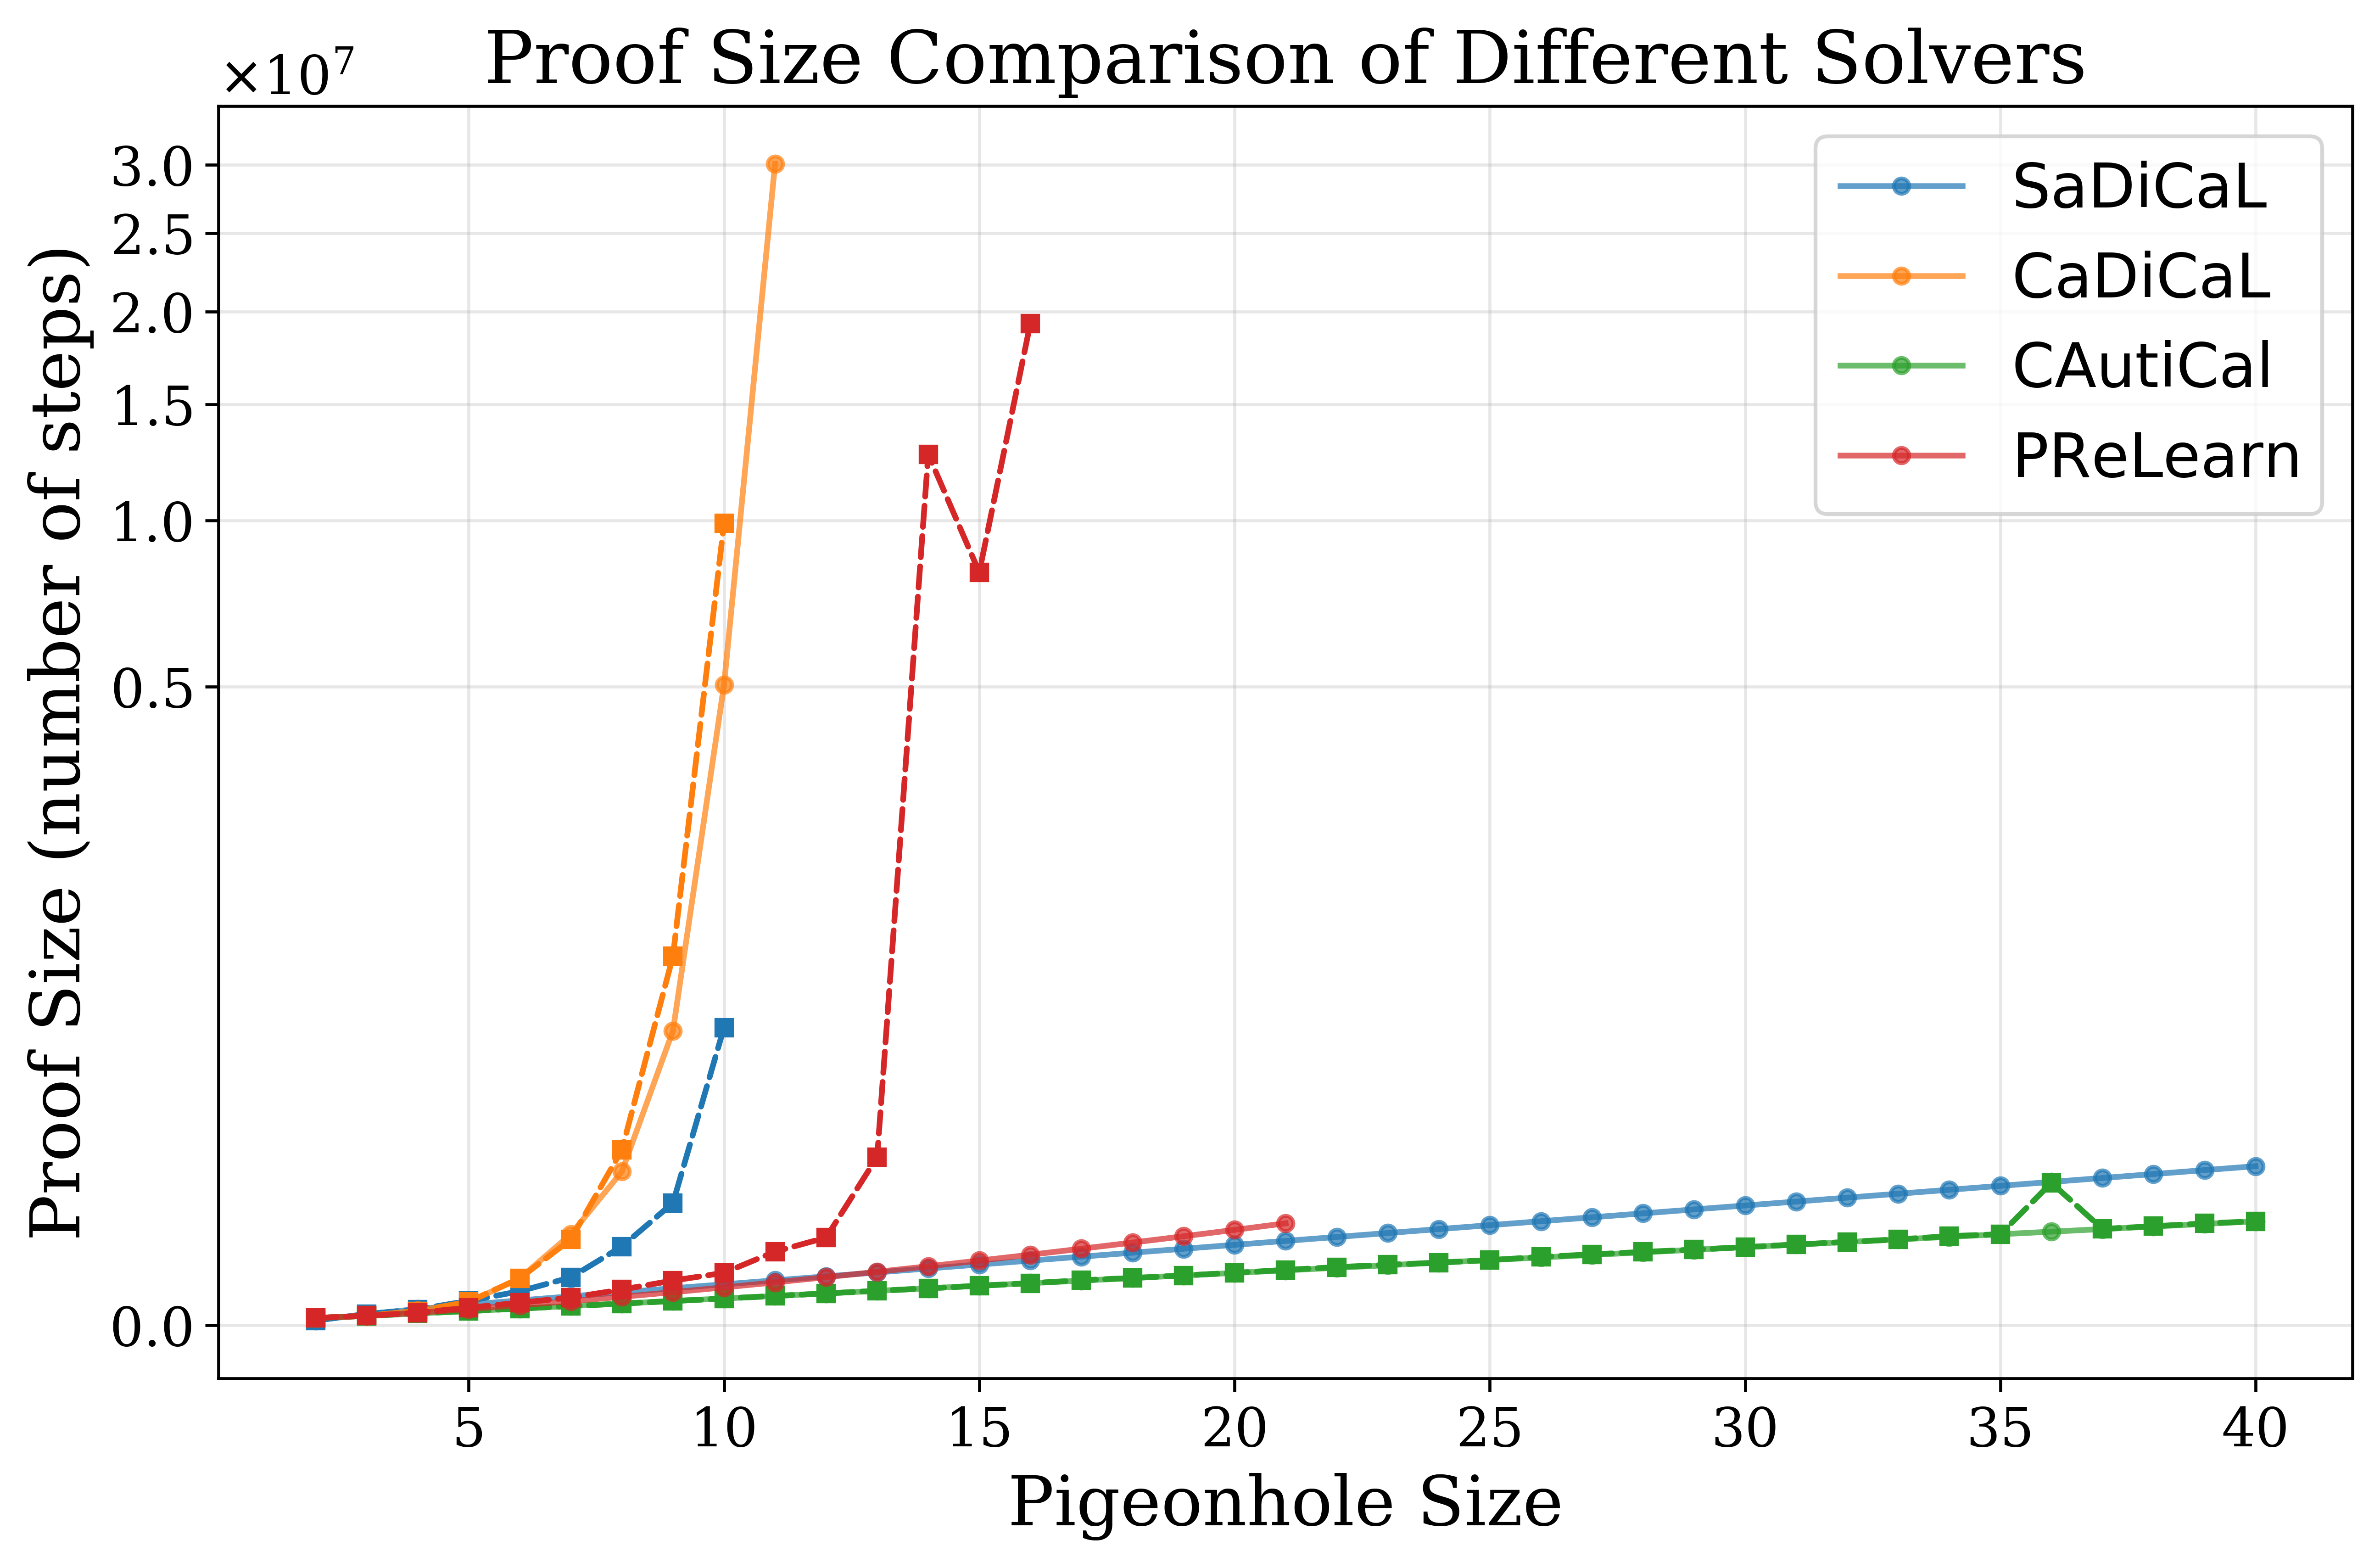 Proof Size Comparison of Different Solvers
×10⁷
3.0
2.5
2.0
1.5
1.0
0.5
0.0
Proof Size (number of steps)
SaDiCaL
CaDiCaL
CAutiCal
PReLearn
5 10 15 20 25 30 35 40
Pigeonhole Size